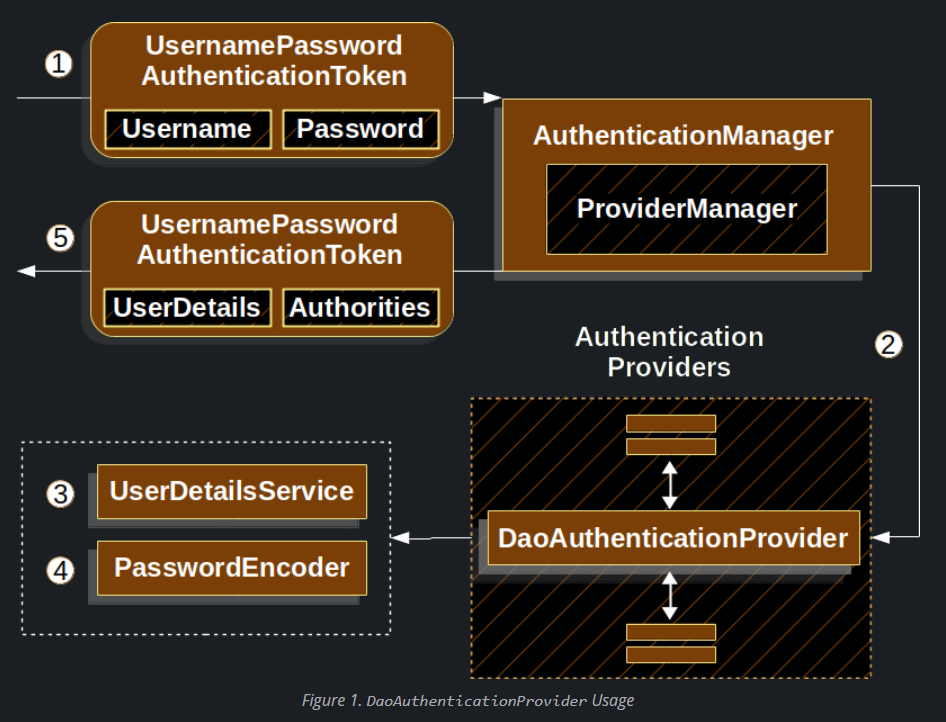 ①
UsernamePassword
AuthenticationToken
Username
Password
AuthenticationManager
ProviderManager
⑤
UsernamePassword
AuthenticationToken
UserDetails
Authorities
②
Authentication
Providers
③
UserDetailsService
DaoAuthenticationProvider
④
PasswordEncoder
Figure 1. DaoAuthenticationProvider Usage